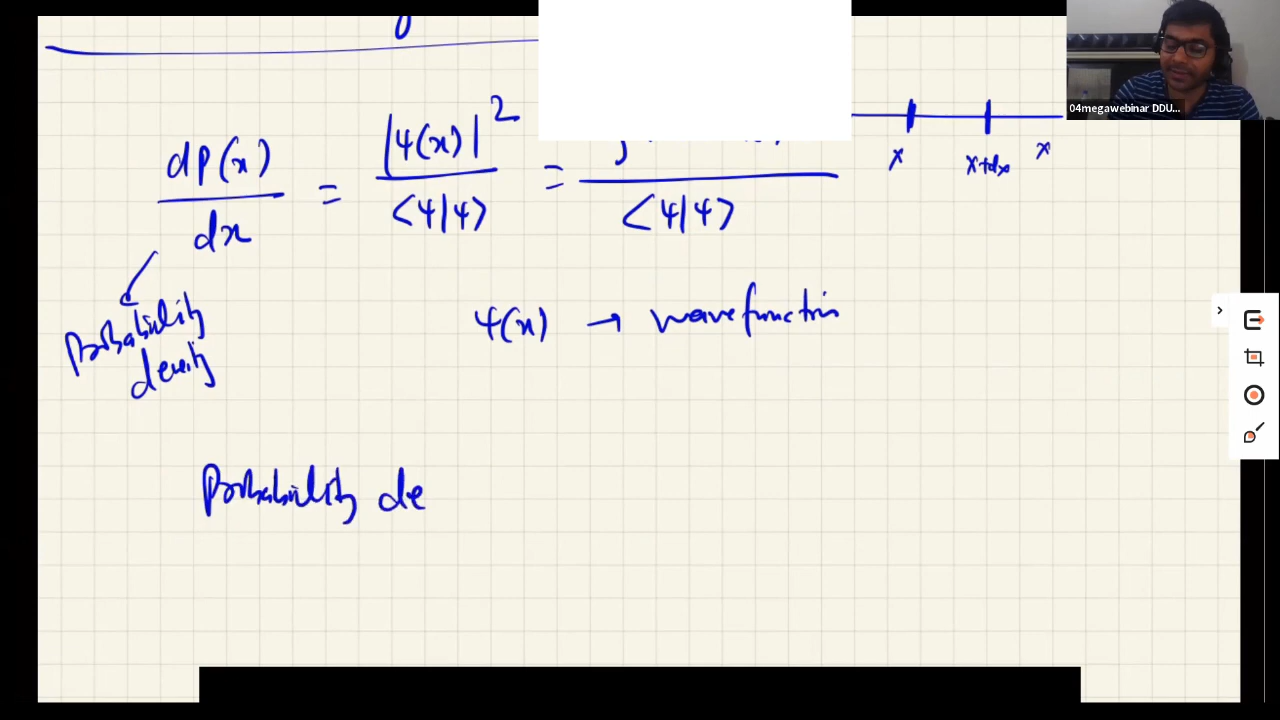 04megawebinar DDU...
dP(x) / dx = |ψ(x)|² / <ψ|ψ> = / <ψ|ψ>
x x+dx x
Probability
density
ψ(x) → wavefunction
Probability de